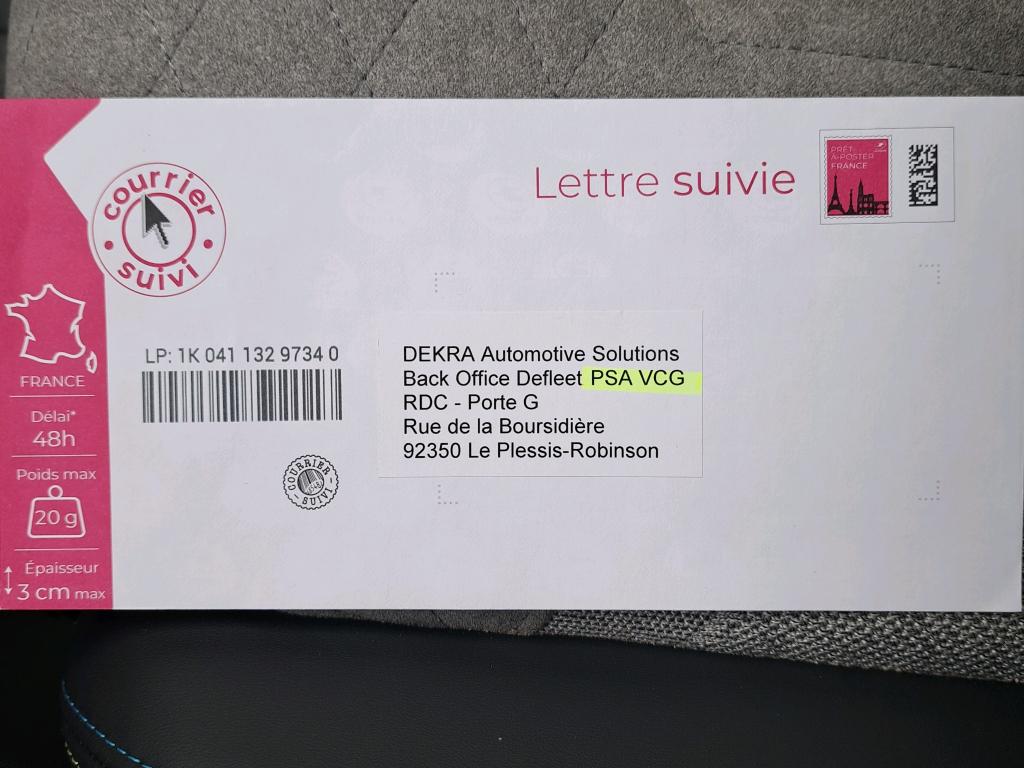 Lettre suivie
PRÊT-
À-POSTER
FRANCE
courrier
suivi
LP: 1K 041 132 9734 0
DEKRA Automotive Solutions
Back Office Defleet PSA VCG
RDC - Porte G
Rue de la Boursidière
92350 Le Plessis-Robinson
COURRIER
SUIVI
FRANCE
Délai*
48h
Poids max
20 g
Épaisseur
3 cm max